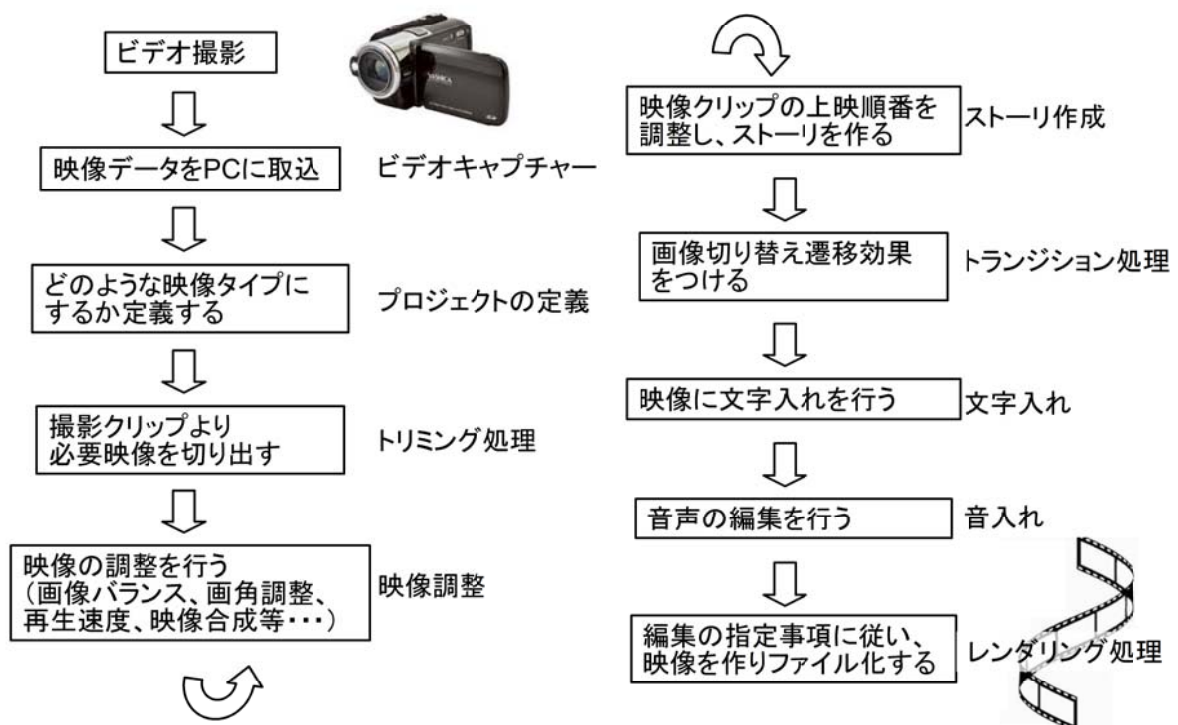 ビデオ撮影
映像データをPCに取込
ビデオキャプチャー
どのような映像タイプに
するか定義する
プロジェクトの定義
撮影クリップより
必要映像を切り出す
トリミング処理
映像の調整を行う
（画像バランス、画角調整、
再生速度、映像合成等・・・）
映像調整
映像クリップの上映順番を
調整し、ストーリを作る
ストーリ作成
画像切り替え遷移効果
をつける
トランジション処理
映像に文字入れを行う
文字入れ
音声の編集を行う
音入れ
編集の指定事項に従い、
映像を作りファイル化する
レンダリング処理